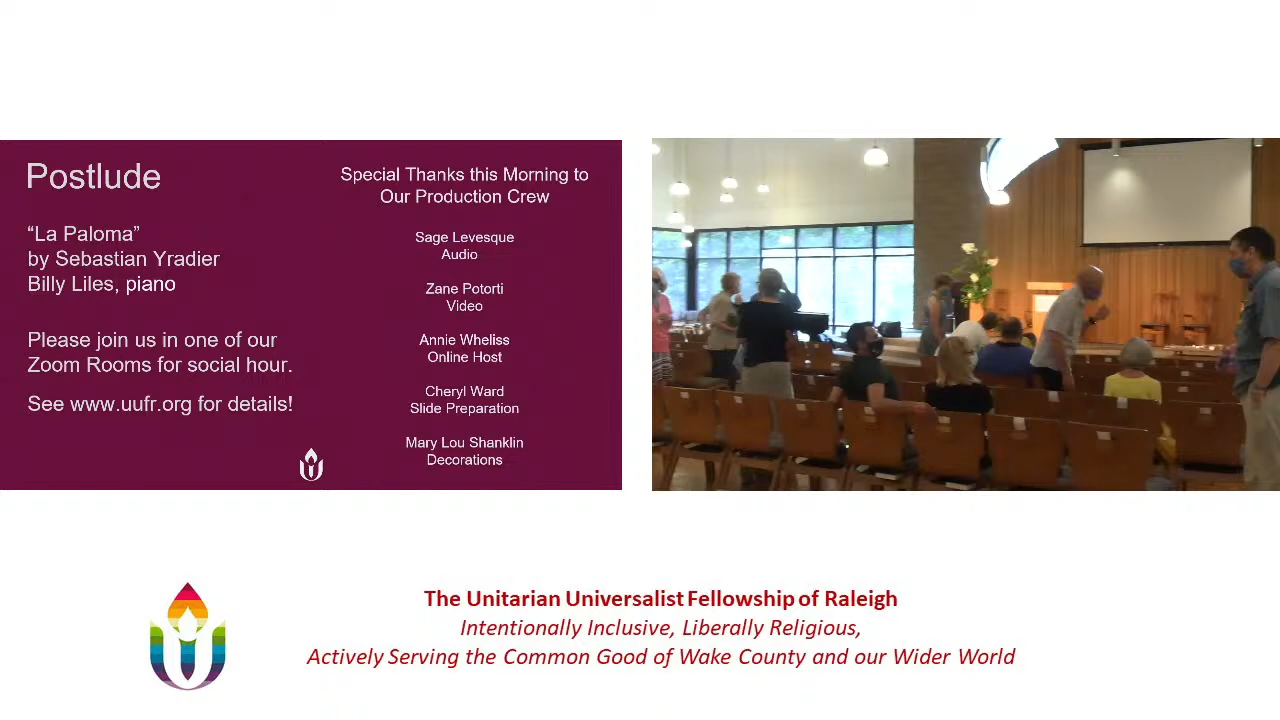 Postlude
“La Paloma”
by Sebastian Yradier
Billy Liles, piano
Please join us in one of our
Zoom Rooms for social hour.
See www.uufr.org for details!
Special Thanks this Morning to
Our Production Crew
Sage Levesque
Audio
Zane Potorti
Video
Annie Wheliss
Online Host
Cheryl Ward
Slide Preparation
Mary Lou Shanklin
Decorations
The Unitarian Universalist Fellowship of Raleigh
Intentionally Inclusive, Liberally Religious,
Actively Serving the Common Good of Wake County and our Wider World